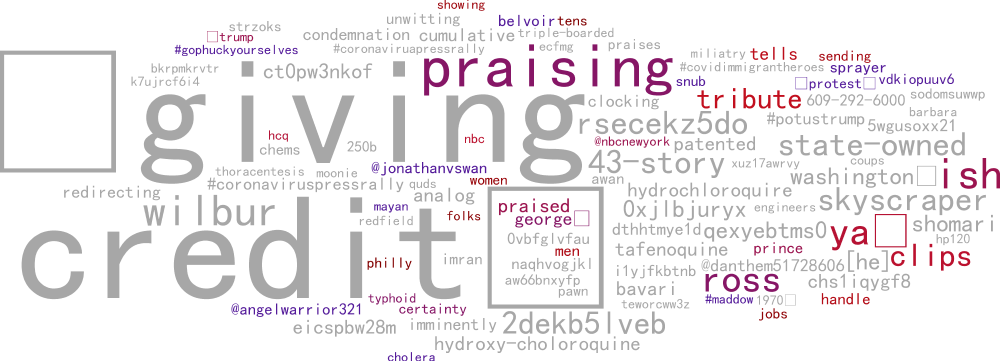 showing
strzoks
unwitting
belvoir tens
□trump
condemnation cumulative triple-boarded
#gophuckyourselves
#coronaviruapressrally ecfmg praises miliatry tells sending
bkrpmkrvtr ct0pw3nkof praising #covidimmigrantheroes sprayer
k7ujrcf6i4 snub □protest□ vdkiopuuv6
□ giving clocking tribute 609-292-6000 sodomsuwwp
barbara
hcq 250b nbc rsecekz5do #potustrump 5wgusoxx21
chems @nbcnewyork patented state-owned
thoracentesis moonie @jonathanvswan 43-story xuz17awrvy coups
#coronaviruspressrally quds women awan washington □ish
redirecting analog hydrochloroquire
wilbur mayan praised 0xjlbjuryx engineers skyscraper
credit redfield folks george□ dthhtmye1d qexyebtms0 ya□ shomari
0vbfglvfau hp120
philly imran men tafenoquine prince clips
naqhvogjkl i1yjfkbtnb @danthem51728606 [he]
aw66bnxyfp bavari ross chs1iqygf8
typhoid pawn teworcww3z #maddow 1970□ handle
@angelwarrior321 certainty jobs
eicspbw28m imminently 2dekb5lveb
hydroxy-choloroquine
cholera